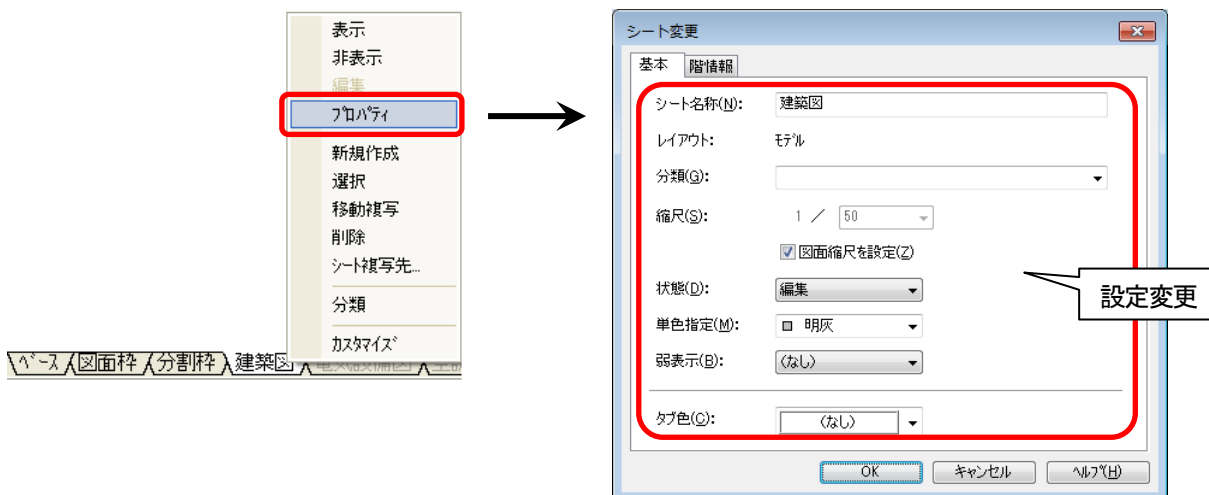 表示
非表示
編集
ﾌﾟﾛﾊﾟﾃｨ
新規作成
選択
移動複写
削除
ｼｰﾄ複写先...
分類
ｶｽﾀﾏｲｽﾞ
ﾍﾞｰｽ 図面枠 分割枠 建築図 電気設備図
シート変更
基本 階情報
シート名称(N): 建築図
レイアウト: ﾓﾃﾞﾙ
分類(G):
縮尺(S): 1 ／ 50
図面縮尺を設定(Z)
状態(D): 編集
単色指定(M): 明灰
弱表示(B): (なし)
タブ色(C): (なし)
OK キャンセル ﾍﾙﾌﾟ(H)
設定変更